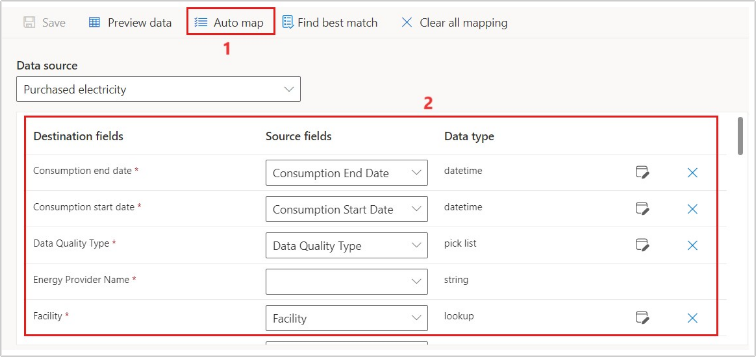 Save Preview data Auto map Find best match Clear all mapping
1
Data source
Purchased electricity
2
Destination fields Source fields Data type
Consumption end date * Consumption End Date datetime
Consumption start date * Consumption Start Date datetime
Data Quality Type * Data Quality Type pick list
Energy Provider Name * string
Facility * Facility lookup